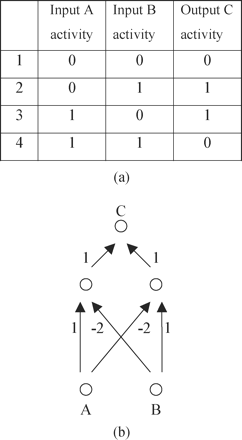 Input A Input B Output C
activity activity activity
1 0 0 0
2 0 1 1
3 1 0 1
4 1 1 0
(a)
C
1 1
1 -2 -2 1
A B
(b)